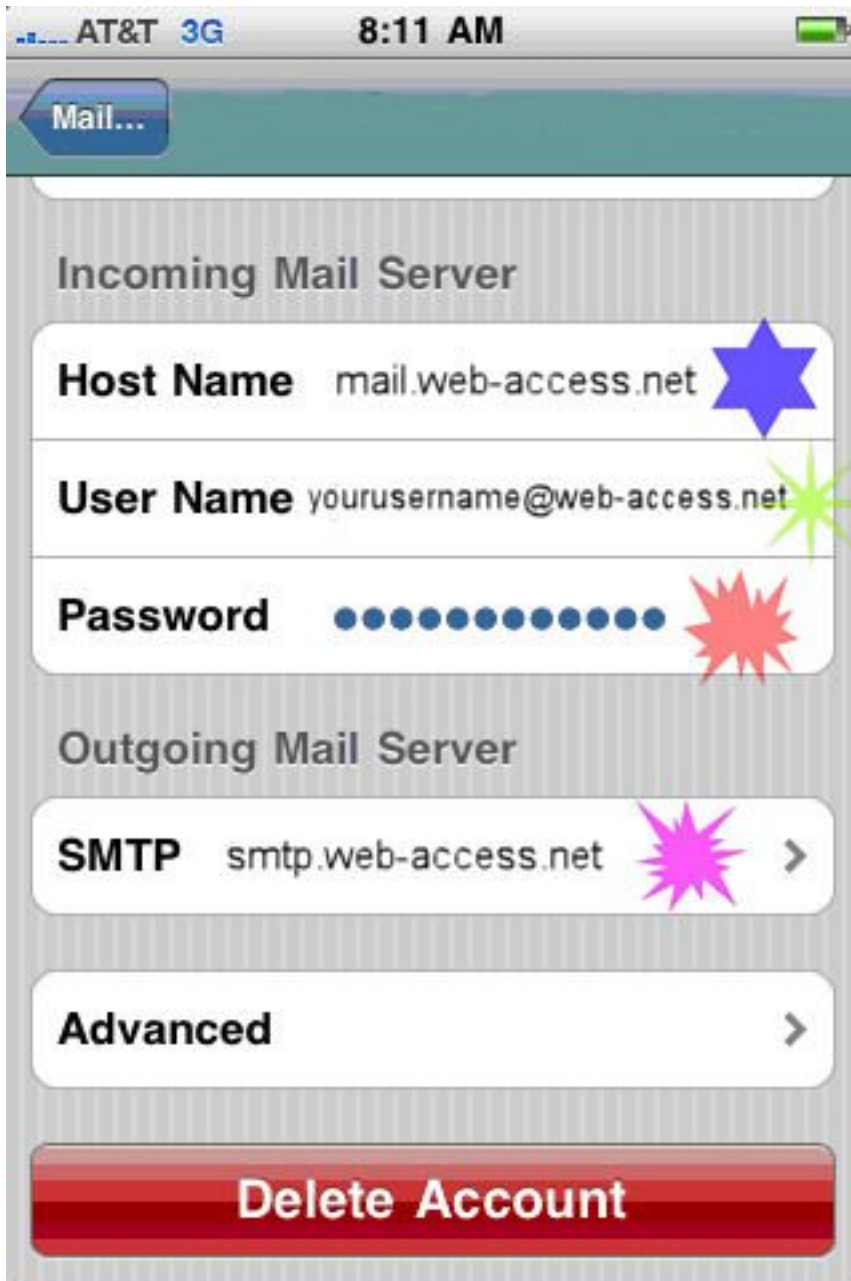 AT&T 3G 8:11 AM
Mail...
Incoming Mail Server
Host Name mail.web-access.net
User Name yourusername@web-access.net
Password ••••••••••••
Outgoing Mail Server
SMTP smtp.web-access.net
Advanced
Delete Account